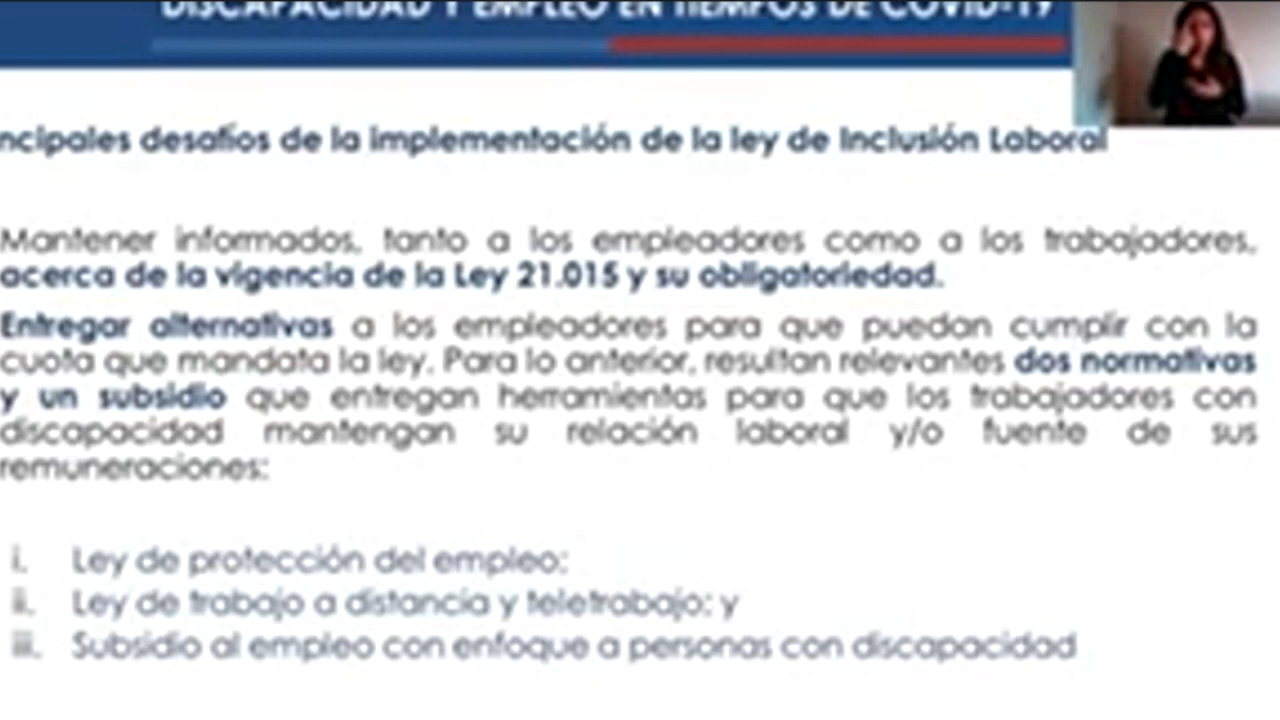 DISCAPACIDAD Y EMPLEO EN TIEMPOS DE COVID-19
ncipales desafíos de la implementación de la ley de Inclusión Laboral
Mantener informados, tanto a los empleadores como a los trabajadores,
acerca de la vigencia de la Ley 21.015 y su obligatoriedad.
Entregar alternativas a los empleadores para que puedan cumplir con la
cuota que mandata la ley. Para lo anterior, resultan relevantes dos normativas
y un subsidio que entregan herramientas para que los trabajadores con
discapacidad mantengan su relación laboral y/o fuente de sus
remuneraciones:
i. Ley de protección del empleo;
ii. Ley de trabajo a distancia y teletrabajo; y
iii. Subsidio al empleo con enfoque a personas con discapacidad